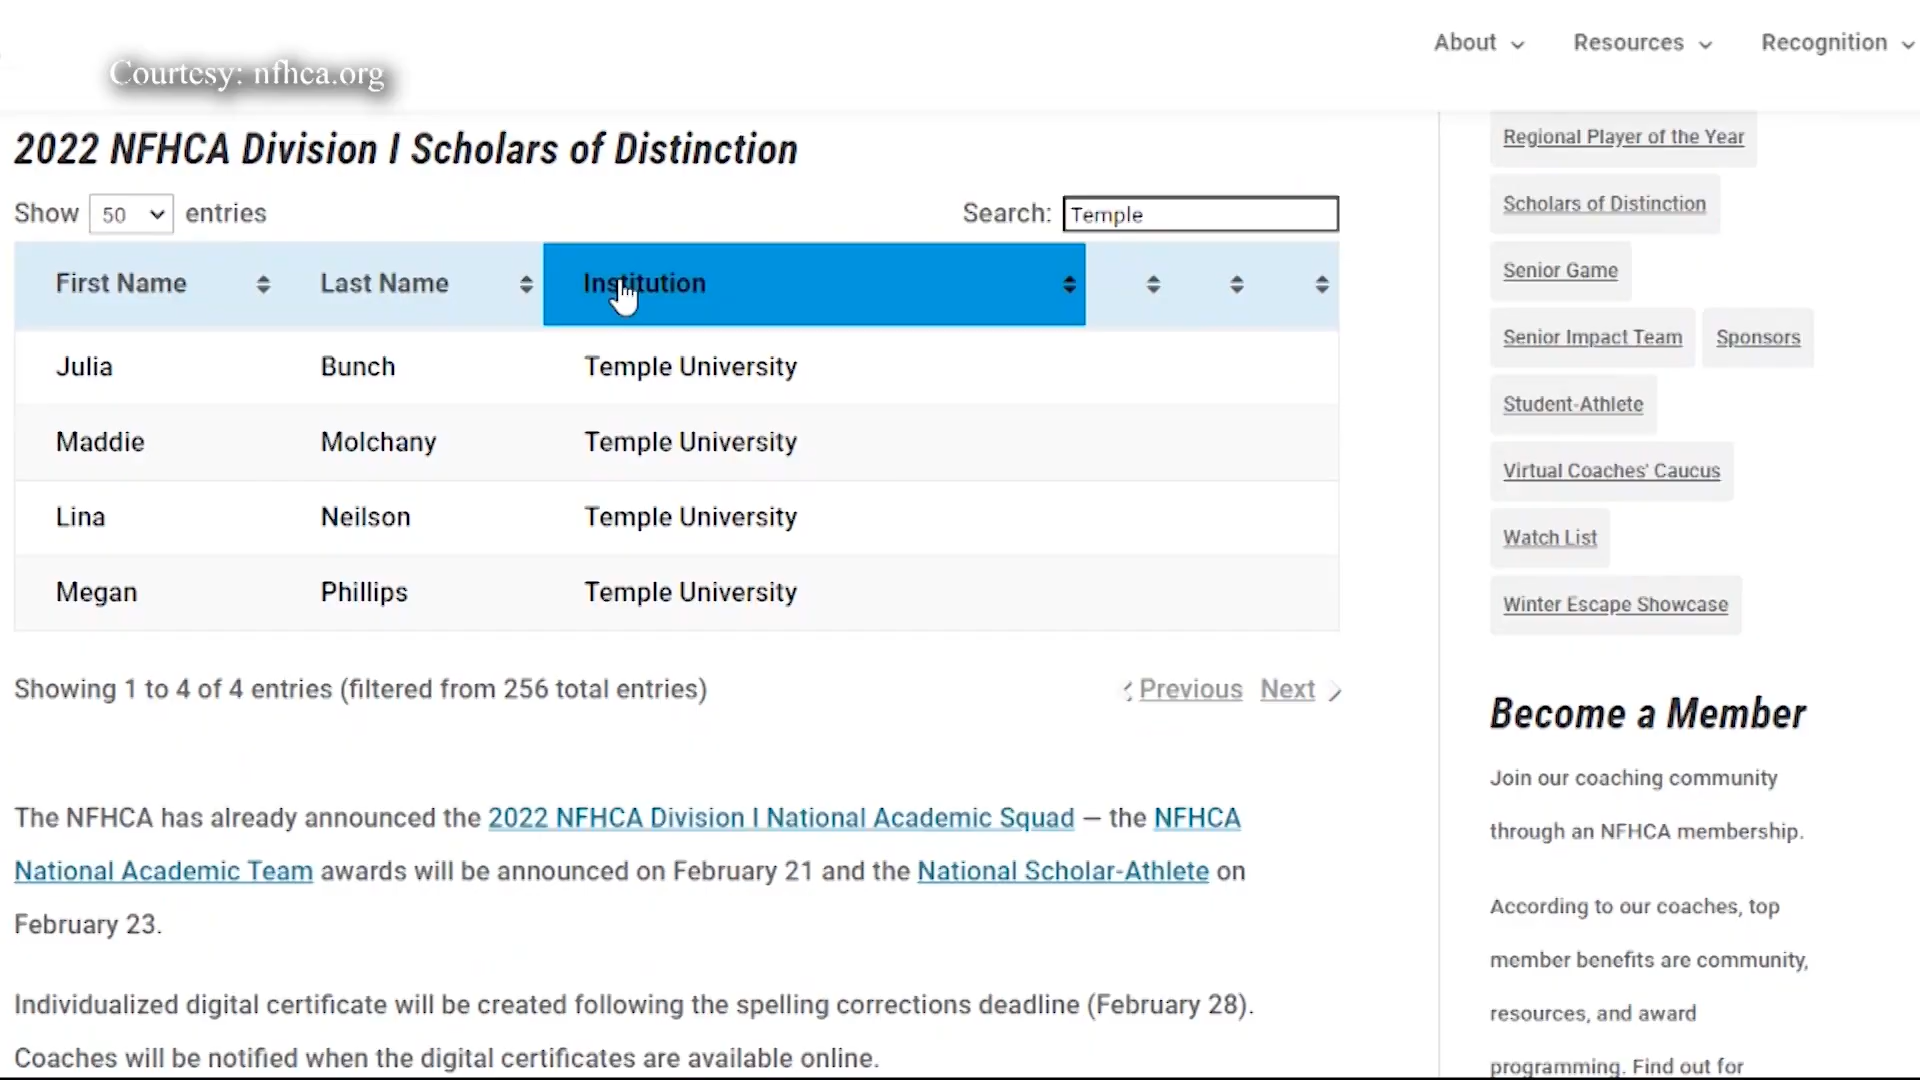 About Resources Recognition
Courtesy: nfhca.org
2022 NFHCA Division I Scholars of Distinction
Show 50 entries Search: Temple
First Name Last Name Institution
Julia Bunch Temple University
Maddie Molchany Temple University
Lina Neilson Temple University
Megan Phillips Temple University
Showing 1 to 4 of 4 entries (filtered from 256 total entries)
Previous Next
The NFHCA has already announced the 2022 NFHCA Division I National Academic Squad — the NFHCA
National Academic Team awards will be announced on February 21 and the National Scholar-Athlete on
February 23.
Individualized digital certificate will be created following the spelling corrections deadline (February 28).
Coaches will be notified when the digital certificates are available online.
Regional Player of the Year
Scholars of Distinction
Senior Game
Senior Impact Team Sponsors
Student-Athlete
Virtual Coaches' Caucus
Watch List
Winter Escape Showcase
Become a Member
Join our coaching community
through an NFHCA membership.
According to our coaches, top
member benefits are community,
resources, and award
programming. Find out for